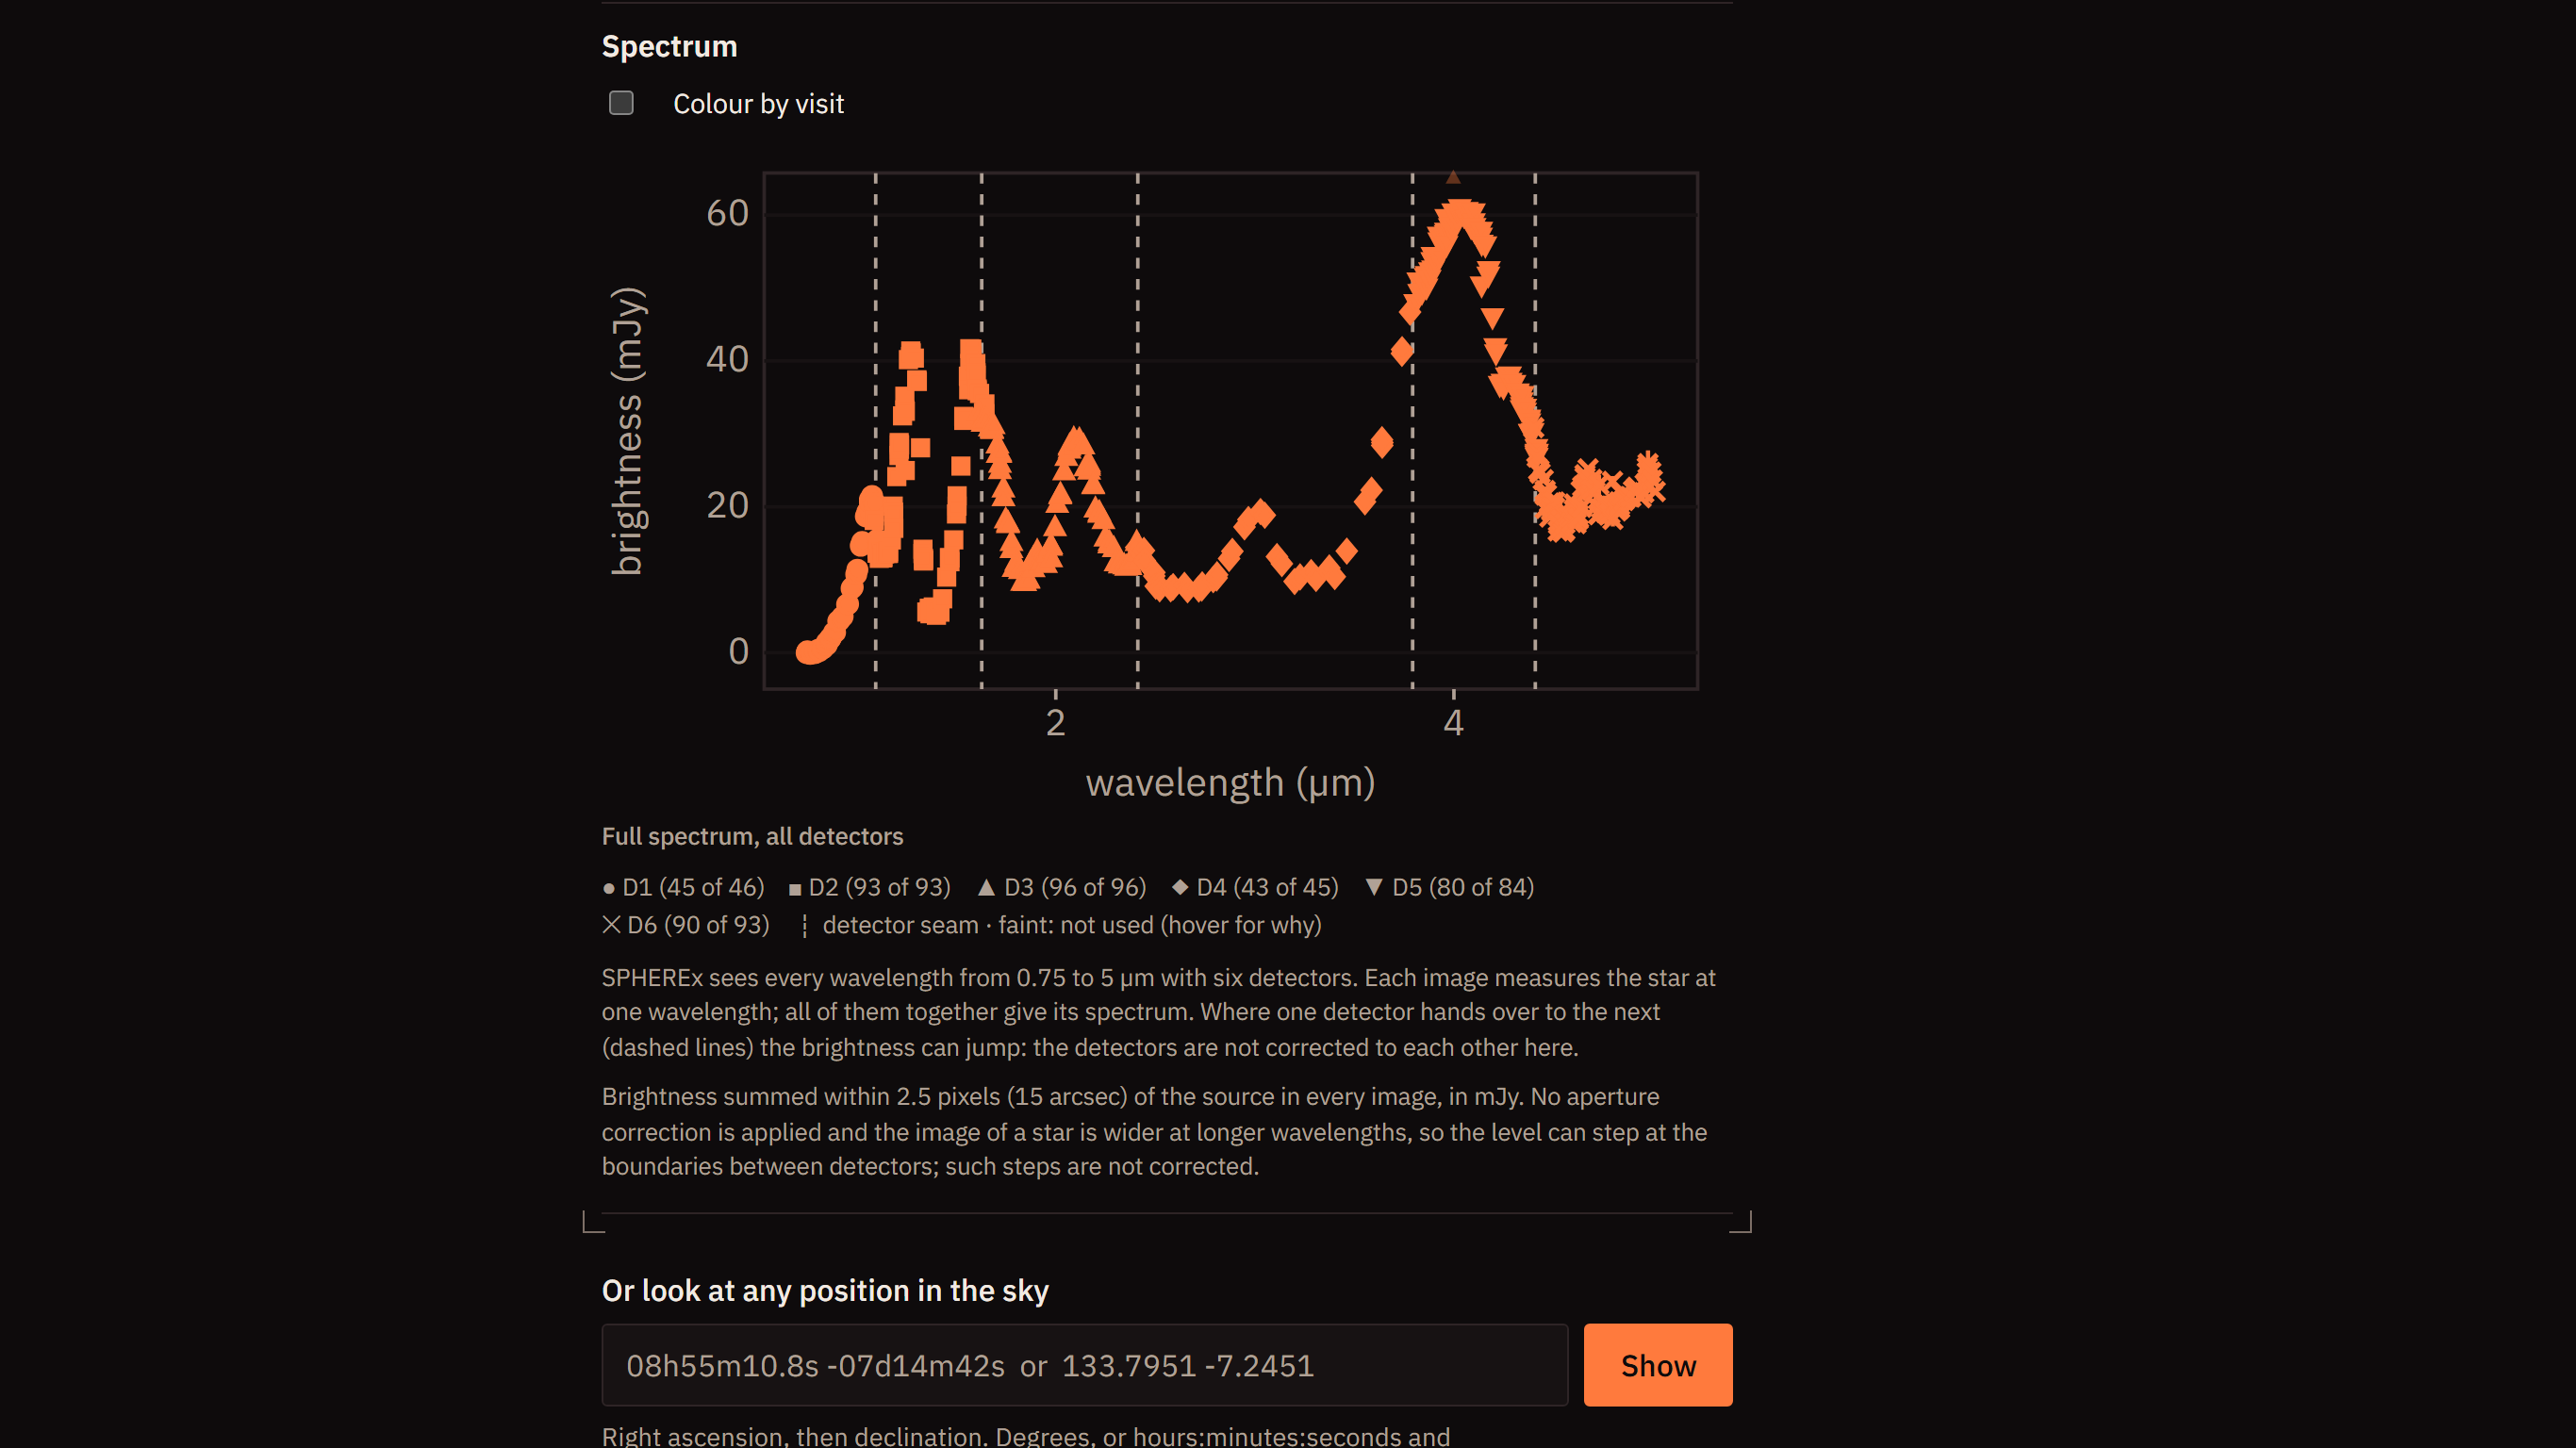 Spectrum
Colour by visit
60
40
20
0
brightness (mJy)
2
4
wavelength (µm)
Full spectrum, all detectors
● D1 (45 of 46) ■ D2 (93 of 93) ▲ D3 (96 of 96) ◆ D4 (43 of 45) ▼ D5 (80 of 84)
× D6 (90 of 93) ┆ detector seam · faint: not used (hover for why)
SPHEREx sees every wavelength from 0.75 to 5 µm with six detectors. Each image measures the star at
one wavelength; all of them together give its spectrum. Where one detector hands over to the next
(dashed lines) the brightness can jump: the detectors are not corrected to each other here.
Brightness summed within 2.5 pixels (15 arcsec) of the source in every image, in mJy. No aperture
correction is applied and the image of a star is wider at longer wavelengths, so the level can step at the
boundaries between detectors; such steps are not corrected.
Or look at any position in the sky
08h55m10.8s -07d14m42s or 133.7951 -7.2451
Show
Right ascension, then declination. Degrees, or hours:minutes:seconds and